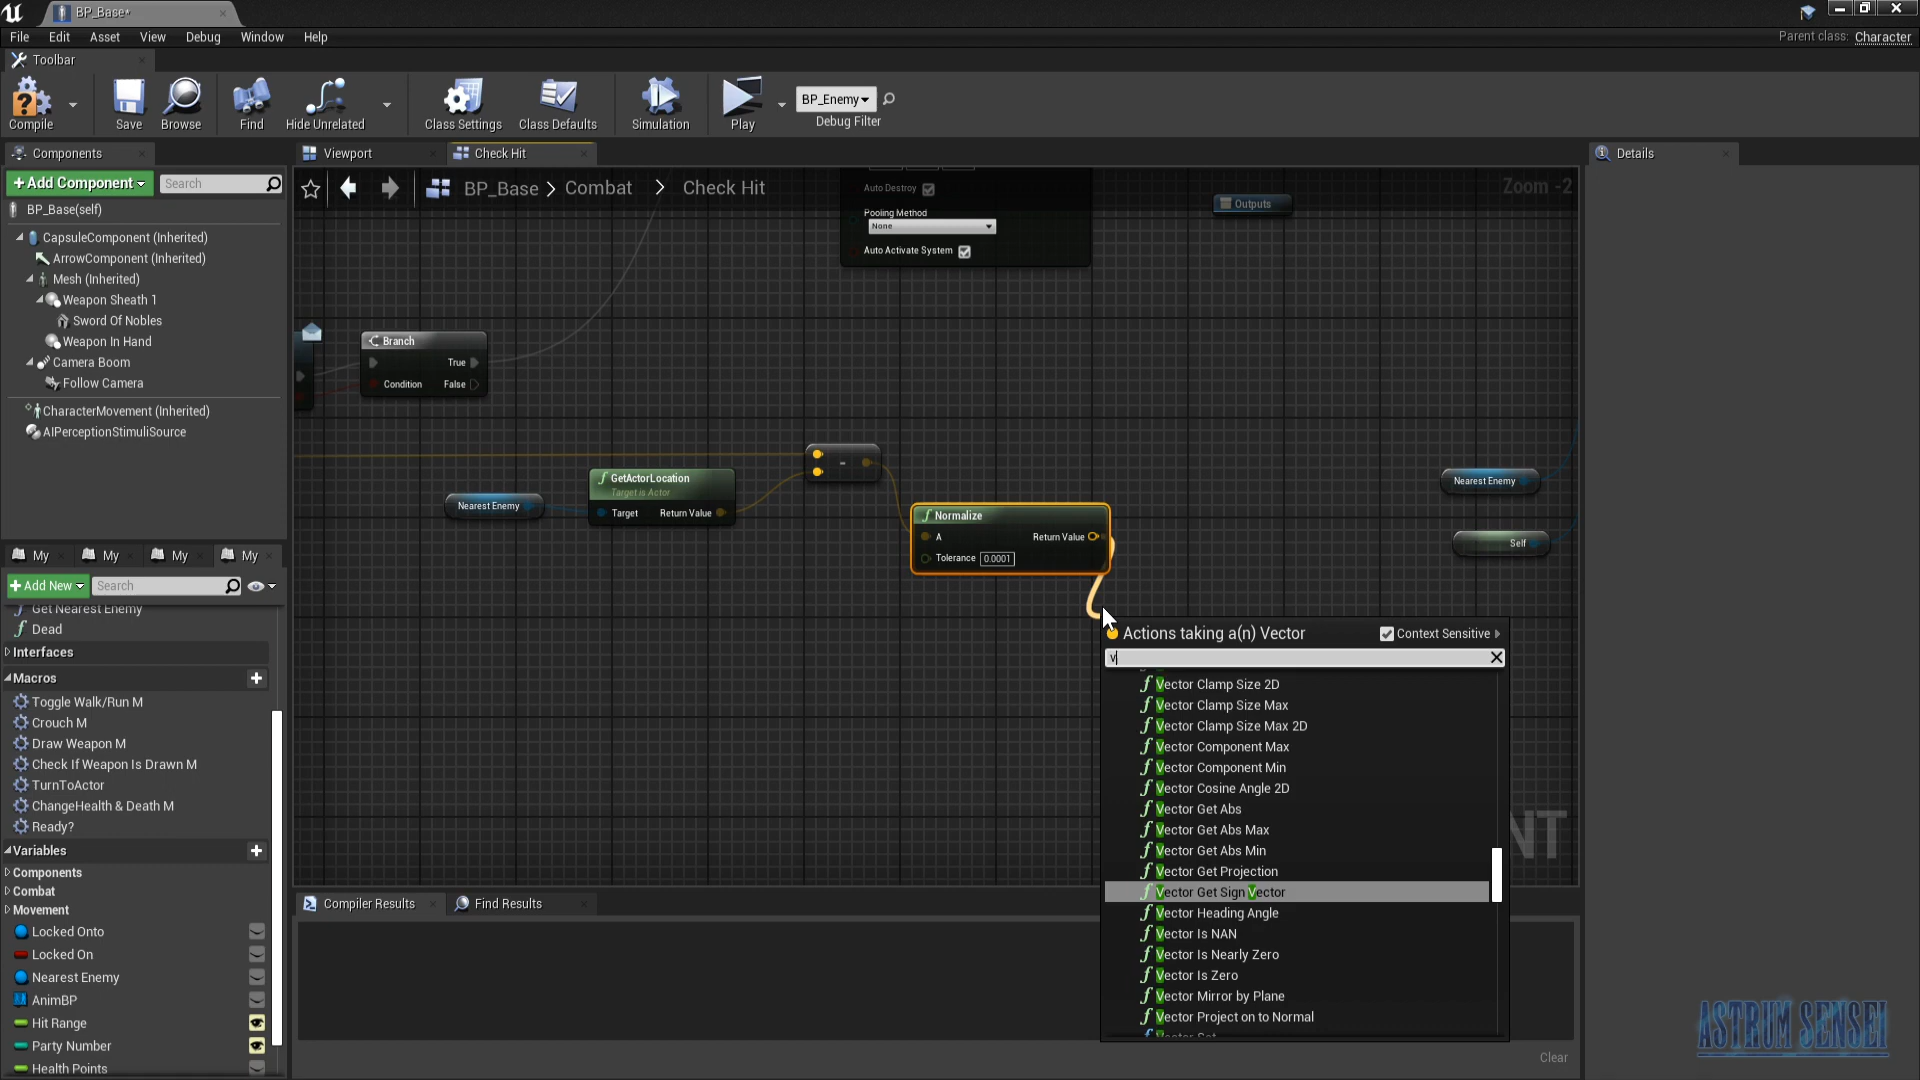 BP_Base*
File Edit Asset View Debug Window Help
Parent class: Character
Toolbar
Compile
Save
Browse
Find
Hide Unrelated
Class Settings
Class Defaults
Simulation
Play
BP_Enemy
Debug Filter
Components
Viewport
Check Hit
Details
+Add Component
Search
BP_Base > Combat > Check Hit
Zoom -2
BP_Base(self)
CapsuleComponent (Inherited)
ArrowComponent (Inherited)
Mesh (Inherited)
Weapon Sheath 1
Sword Of Nobles
Weapon In Hand
Camera Boom
Follow Camera
CharacterMovement (Inherited)
AIPerceptionStimuliSource
Auto Destroy
Pooling Method
None
Auto Activate System
Outputs
Branch
True
Condition False
GetActorLocation
Target is Actor
Target Return Value
Nearest Enemy
-
Normalize
A Return Value
Tolerance 0.0001
Nearest Enemy
Self
My My My My
+Add New
Search
Get Nearest Enemy
Dead
Interfaces
Macros
Toggle Walk/Run M
Crouch M
Draw Weapon M
Check If Weapon Is Drawn M
TurnToActor
ChangeHealth & Death M
Ready?
Variables
Components
Combat
Movement
Locked Onto
Locked On
Nearest Enemy
AnimBP
Hit Range
Party Number
Health Points
Actions taking a(n) Vector
Context Sensitive
v
Vector Clamp Size 2D
Vector Clamp Size Max
Vector Clamp Size Max 2D
Vector Component Max
Vector Component Min
Vector Cosine Angle 2D
Vector Get Abs
Vector Get Abs Max
Vector Get Abs Min
Vector Get Projection
Vector Get Sign Vector
Vector Heading Angle
Vector Is NAN
Vector Is Nearly Zero
Vector Is Zero
Vector Mirror by Plane
Vector Project on to Normal
NT
Compiler Results
Find Results
Clear
ASTRUM SENSEI